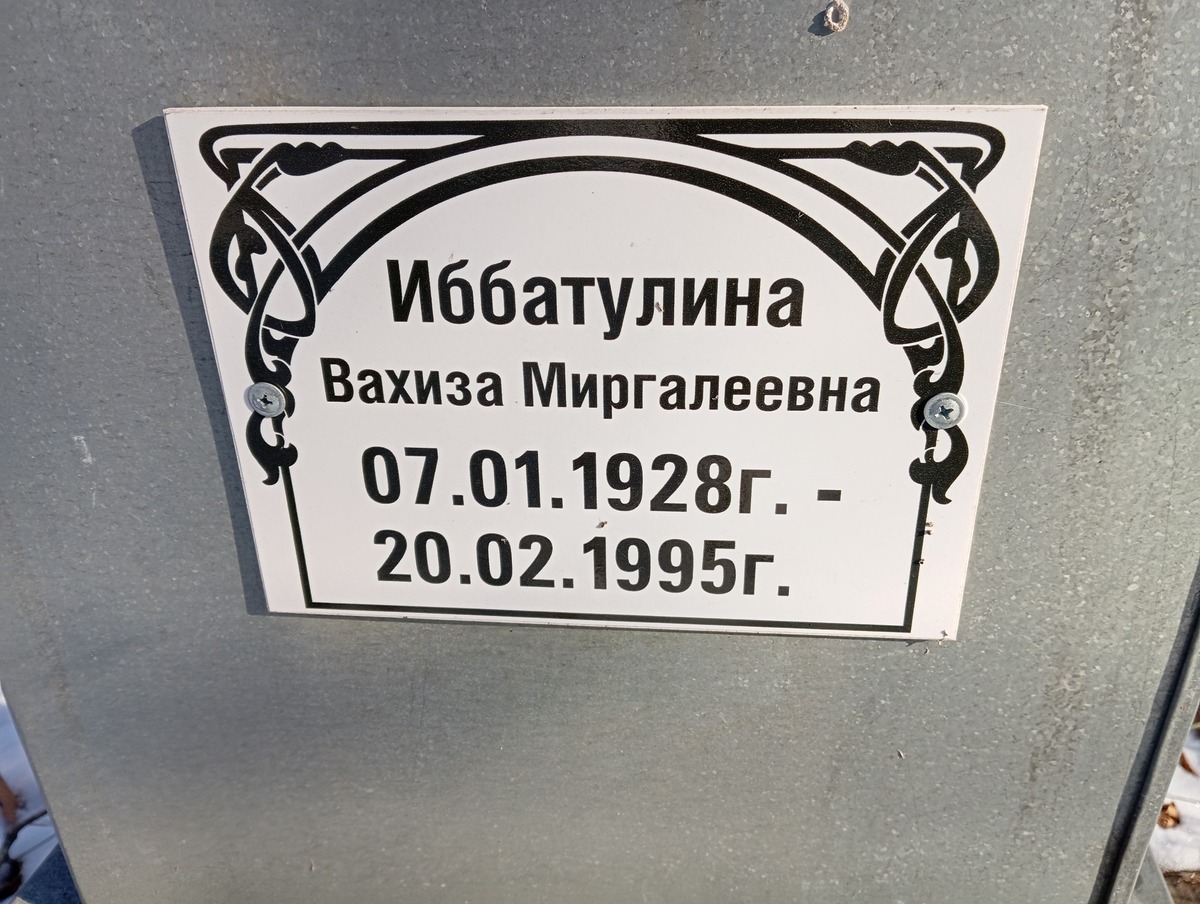 Иббатулина
Вахиза Миргалеевна
07.01.1928г. -
20.02.1995г.